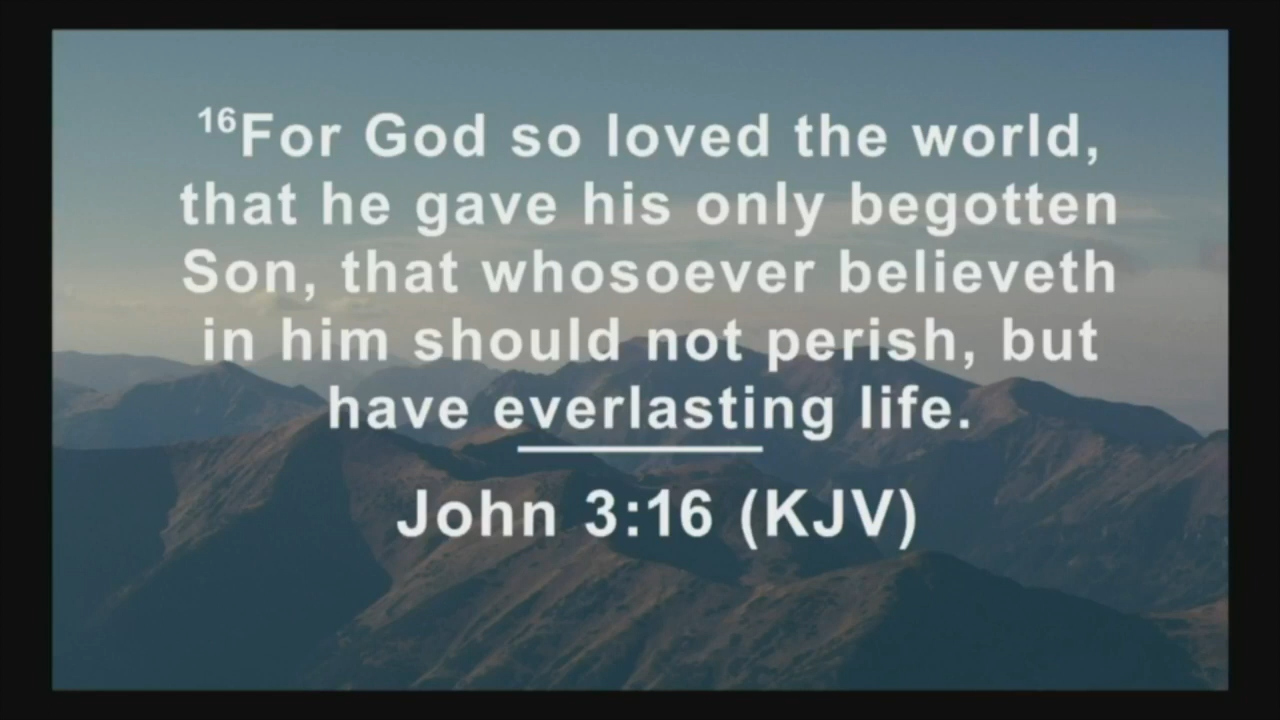 ¹⁶For God so loved the world,
that he gave his only begotten
Son, that whosoever believeth
in him should not perish, but
have everlasting life.
John 3:16 (KJV)